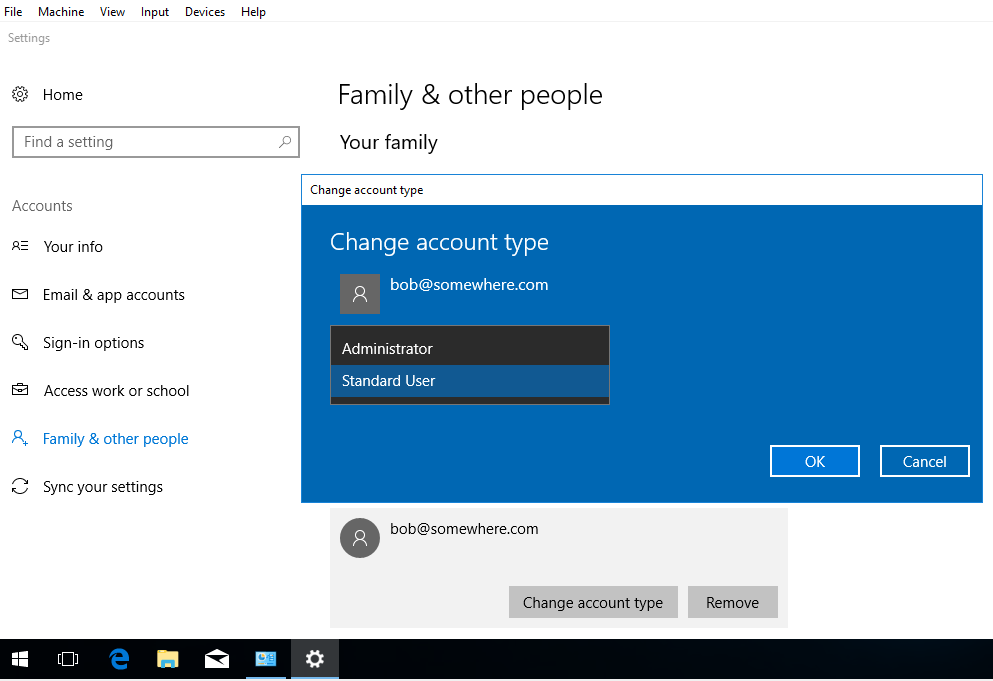 File Machine View Input Devices Help
Settings
Home
Find a setting
Accounts
Your info
Email & app accounts
Sign-in options
Access work or school
Family & other people
Sync your settings
Family & other people
Your family
Change account type
Change account type
bob@somewhere.com
Administrator
Standard User
OK Cancel
bob@somewhere.com
Change account type Remove